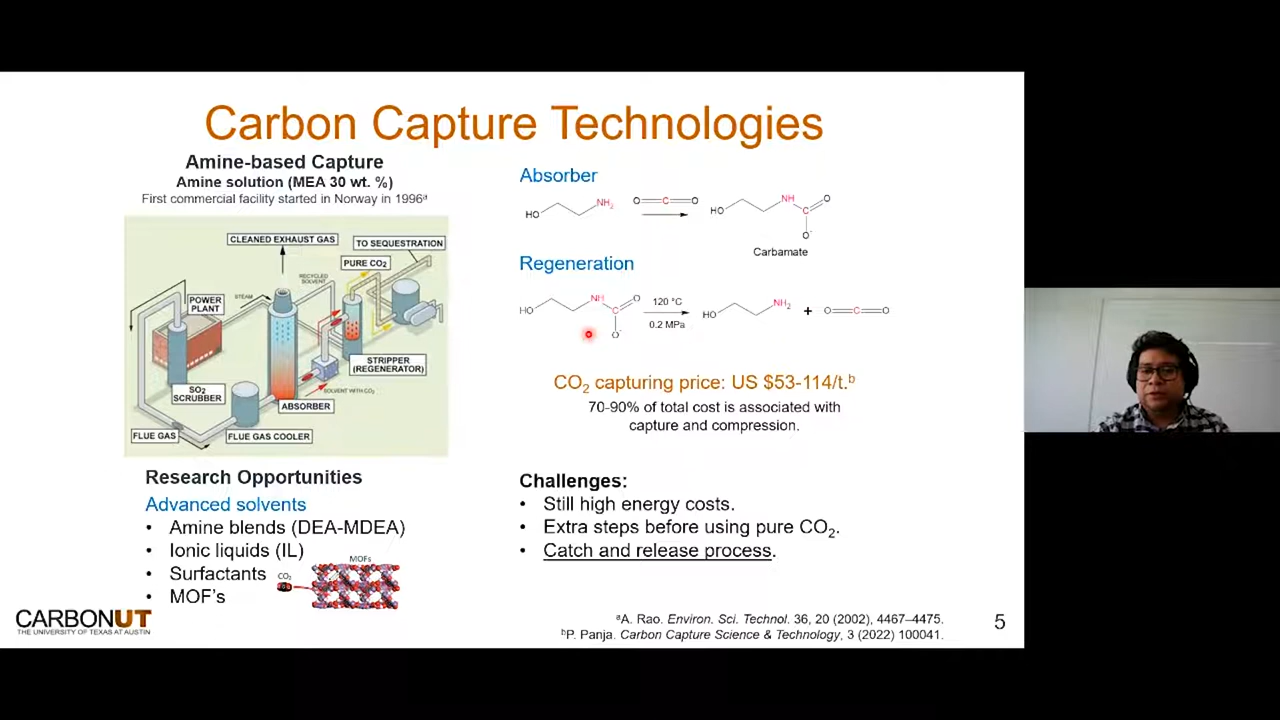 Carbon Capture Technologies
Amine-based Capture
Amine solution (MEA 30 wt. %)
First commercial facility started in Norway in 1996ᵃ
CLEANED EXHAUST GAS
TO SEQUESTRATION
PURE CO₂
RECYCLED
SOLVENT
STEAM
POWER
PLANT
STRIPPER
(REGENERATOR)
SO₂
SCRUBBER
SOLVENT WITH CO₂
ABSORBER
FLUE GAS
FLUE GAS COOLER
Research Opportunities
Advanced solvents
• Amine blends (DEA-MDEA)
• Ionic liquids (IL)
• Surfactants
• MOF's
MOFs
CO₂
Absorber
HO NH₂ O C O HO NH C O O⁻
Carbamate
Regeneration
HO NH C O O⁻ 120 °C 0.2 MPa HO NH₂ + O C O
CO₂ capturing price: US $53-114/t.ᵇ
70-90% of total cost is associated with
capture and compression.
Challenges:
• Still high energy costs.
• Extra steps before using pure CO₂.
• Catch and release process.
ᵃA. Rao. Environ. Sci. Technol. 36, 20 (2002), 4467–4475.
ᵇP. Panja. Carbon Capture Science & Technology, 3 (2022) 100041.
5
CARBONUT
THE UNIVERSITY OF TEXAS AT AUSTIN